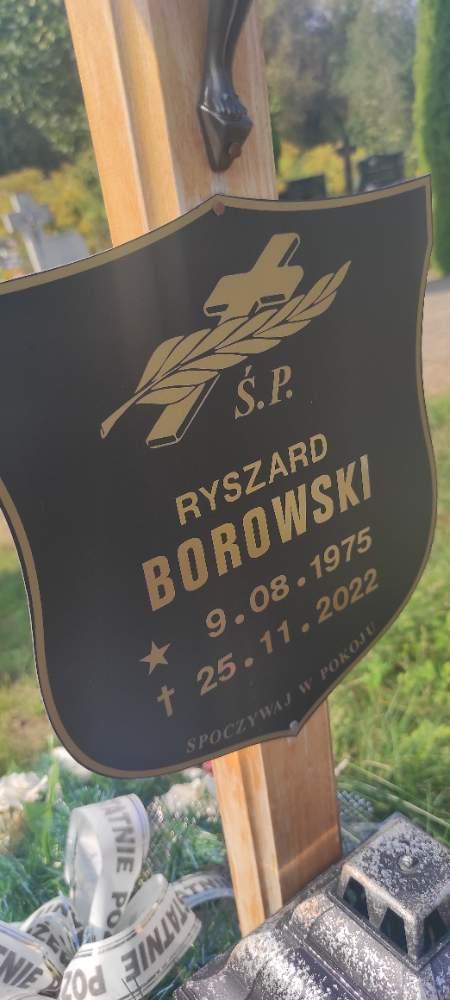 Ś.P.
RYSZARD
BOROWSKI
★ 9.08.1975
† 25.11.2022
SPOCZYWAJ W POKOJU